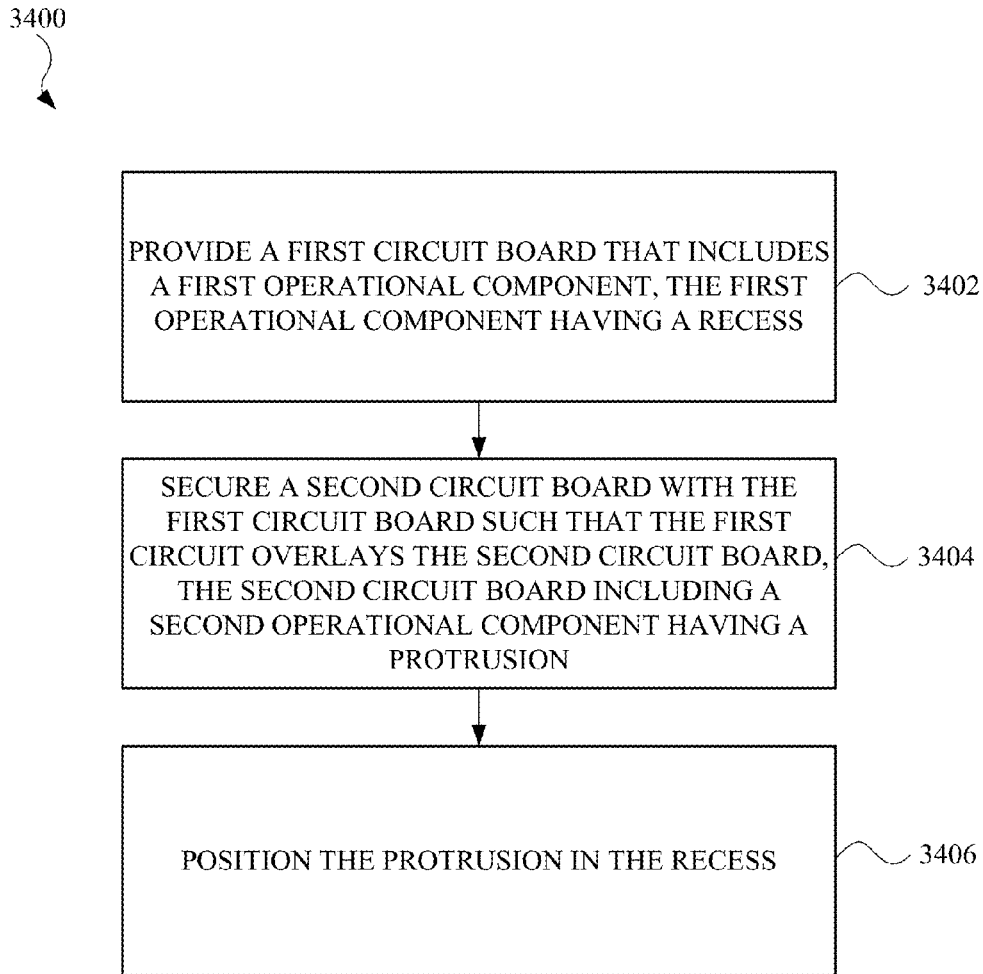 3400
PROVIDE A FIRST CIRCUIT BOARD THAT INCLUDES
A FIRST OPERATIONAL COMPONENT, THE FIRST
OPERATIONAL COMPONENT HAVING A RECESS
3402
SECURE A SECOND CIRCUIT BOARD WITH THE
FIRST CIRCUIT BOARD SUCH THAT THE FIRST
CIRCUIT OVERLAYS THE SECOND CIRCUIT BOARD,
THE SECOND CIRCUIT BOARD INCLUDING A
SECOND OPERATIONAL COMPONENT HAVING A
PROTRUSION
3404
POSITION THE PROTRUSION IN THE RECESS
3406